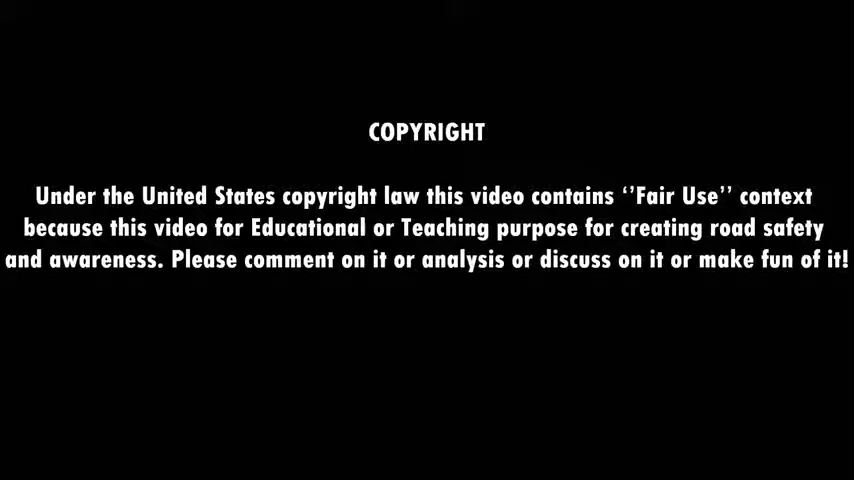 COPYRIGHT
Under the United States copyright law this video contains ‘’Fair Use’’ context
because this video for Educational or Teaching purpose for creating road safety
and awareness. Please comment on it or analysis or discuss on it or make fun of it!